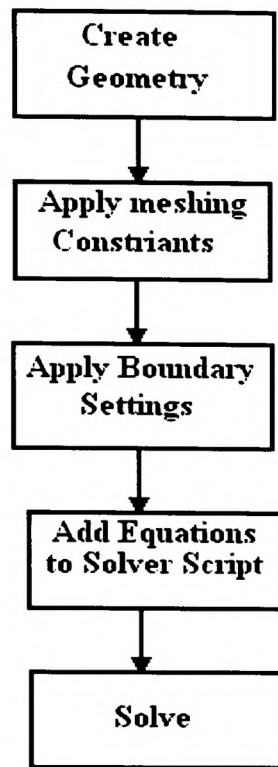 Create
Geometry
Apply meshing
Constriants
Apply Boundary
Settings
Add Equations
to Solver Script
Solve